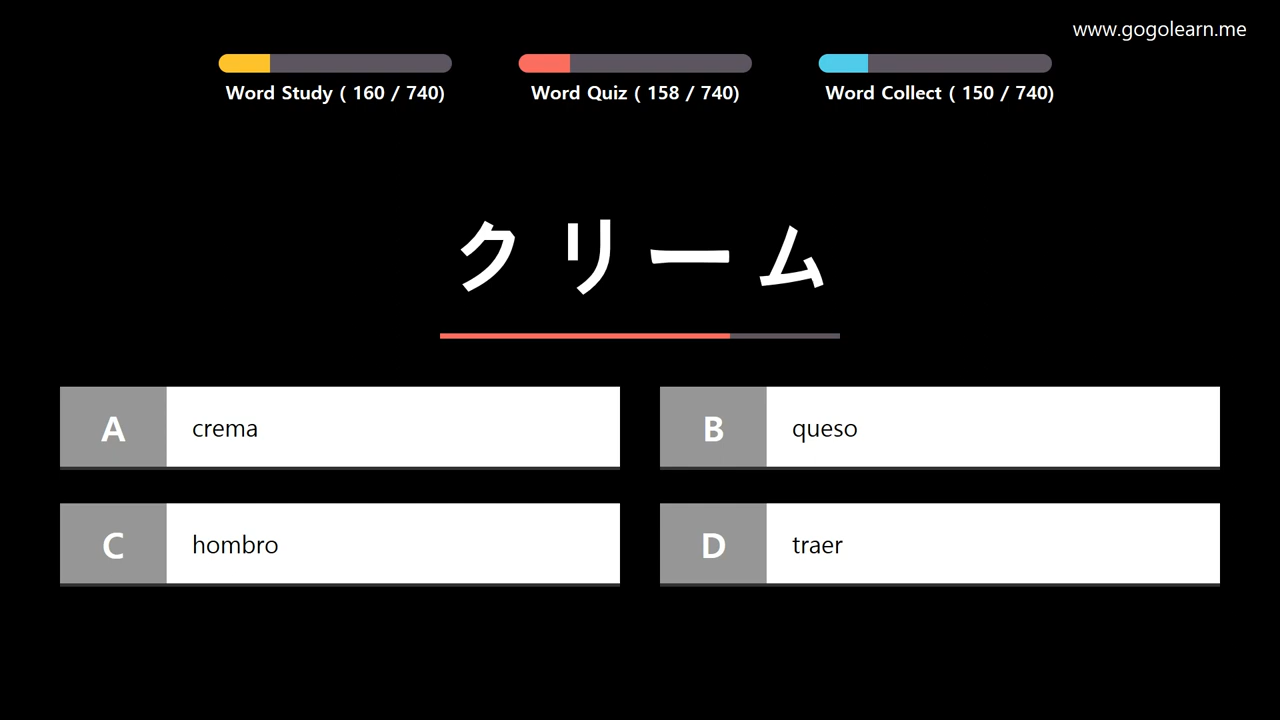 www.gogolearn.me
Word Study ( 160 / 740)
Word Quiz ( 158 / 740)
Word Collect ( 150 / 740)
クリーム
A crema
B queso
C hombro
D traer